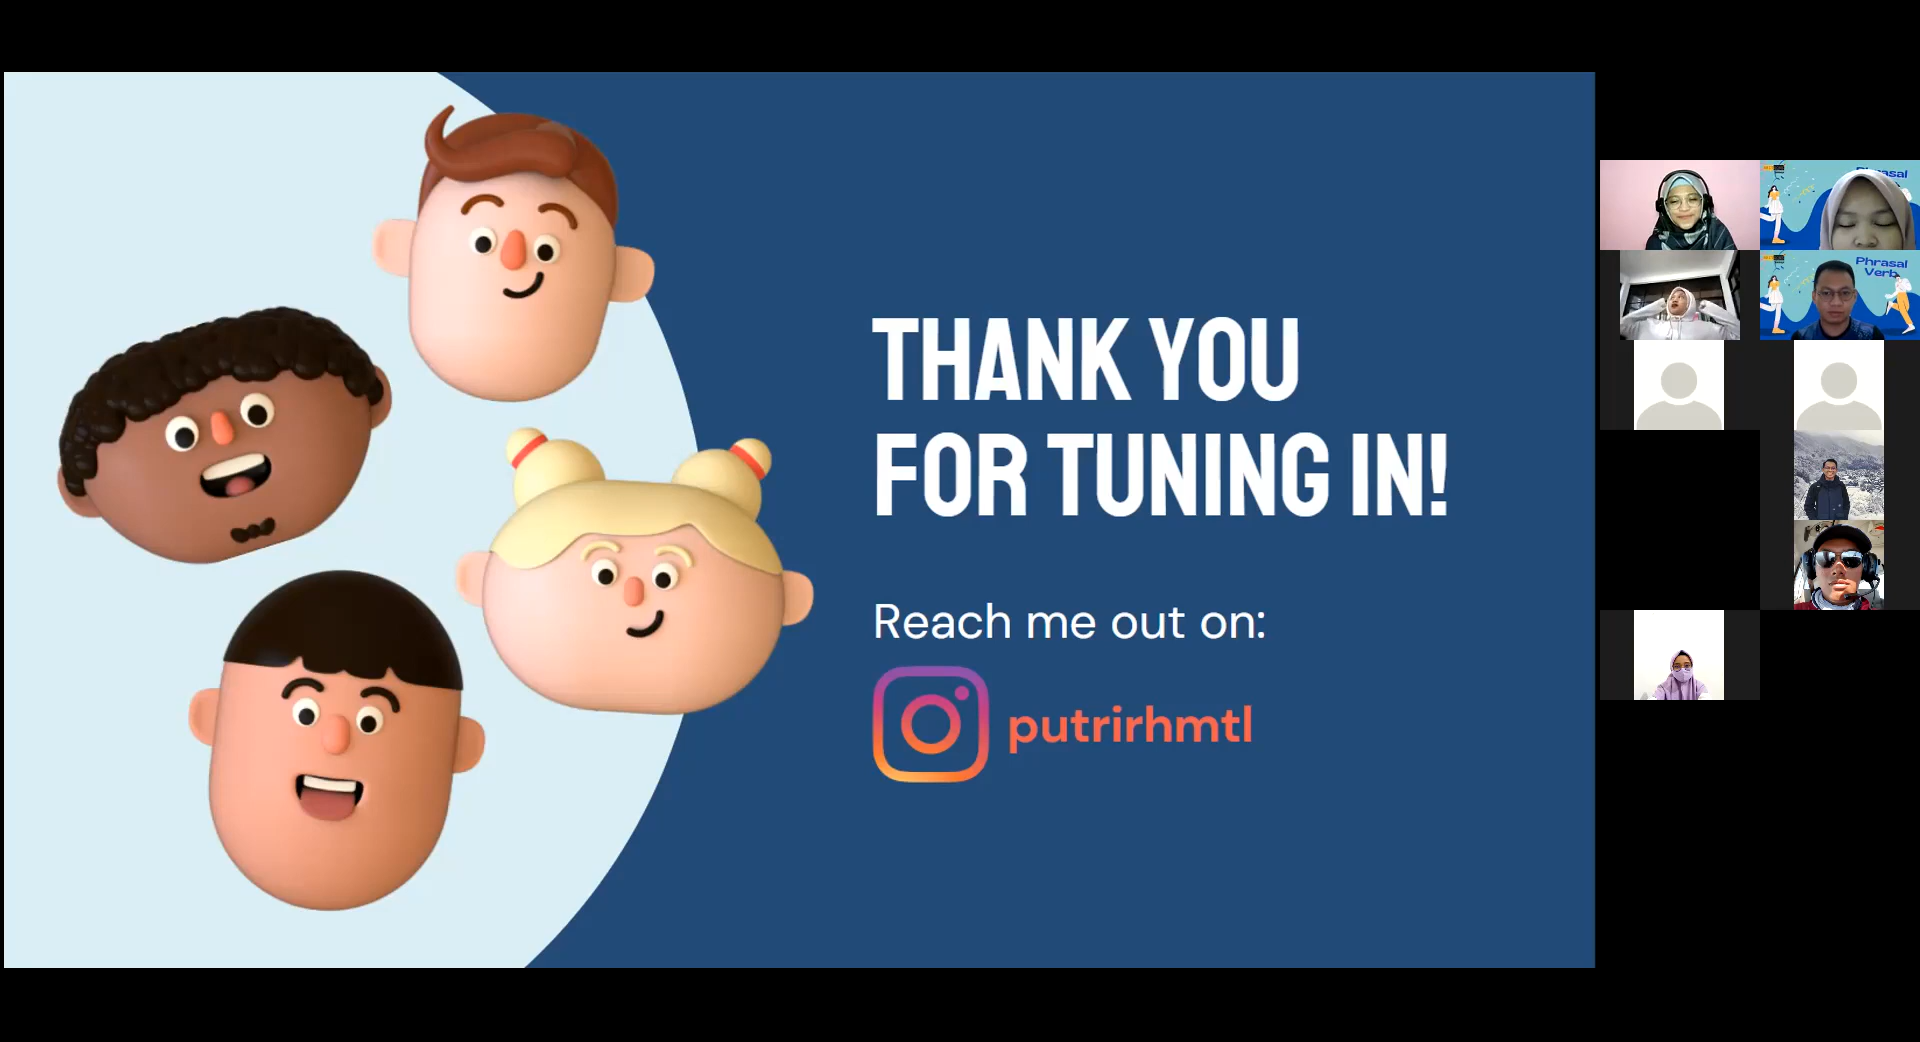 THANK YOU
FOR TUNING IN!
Reach me out on:
putrirhmtl
Phrasal
Verb